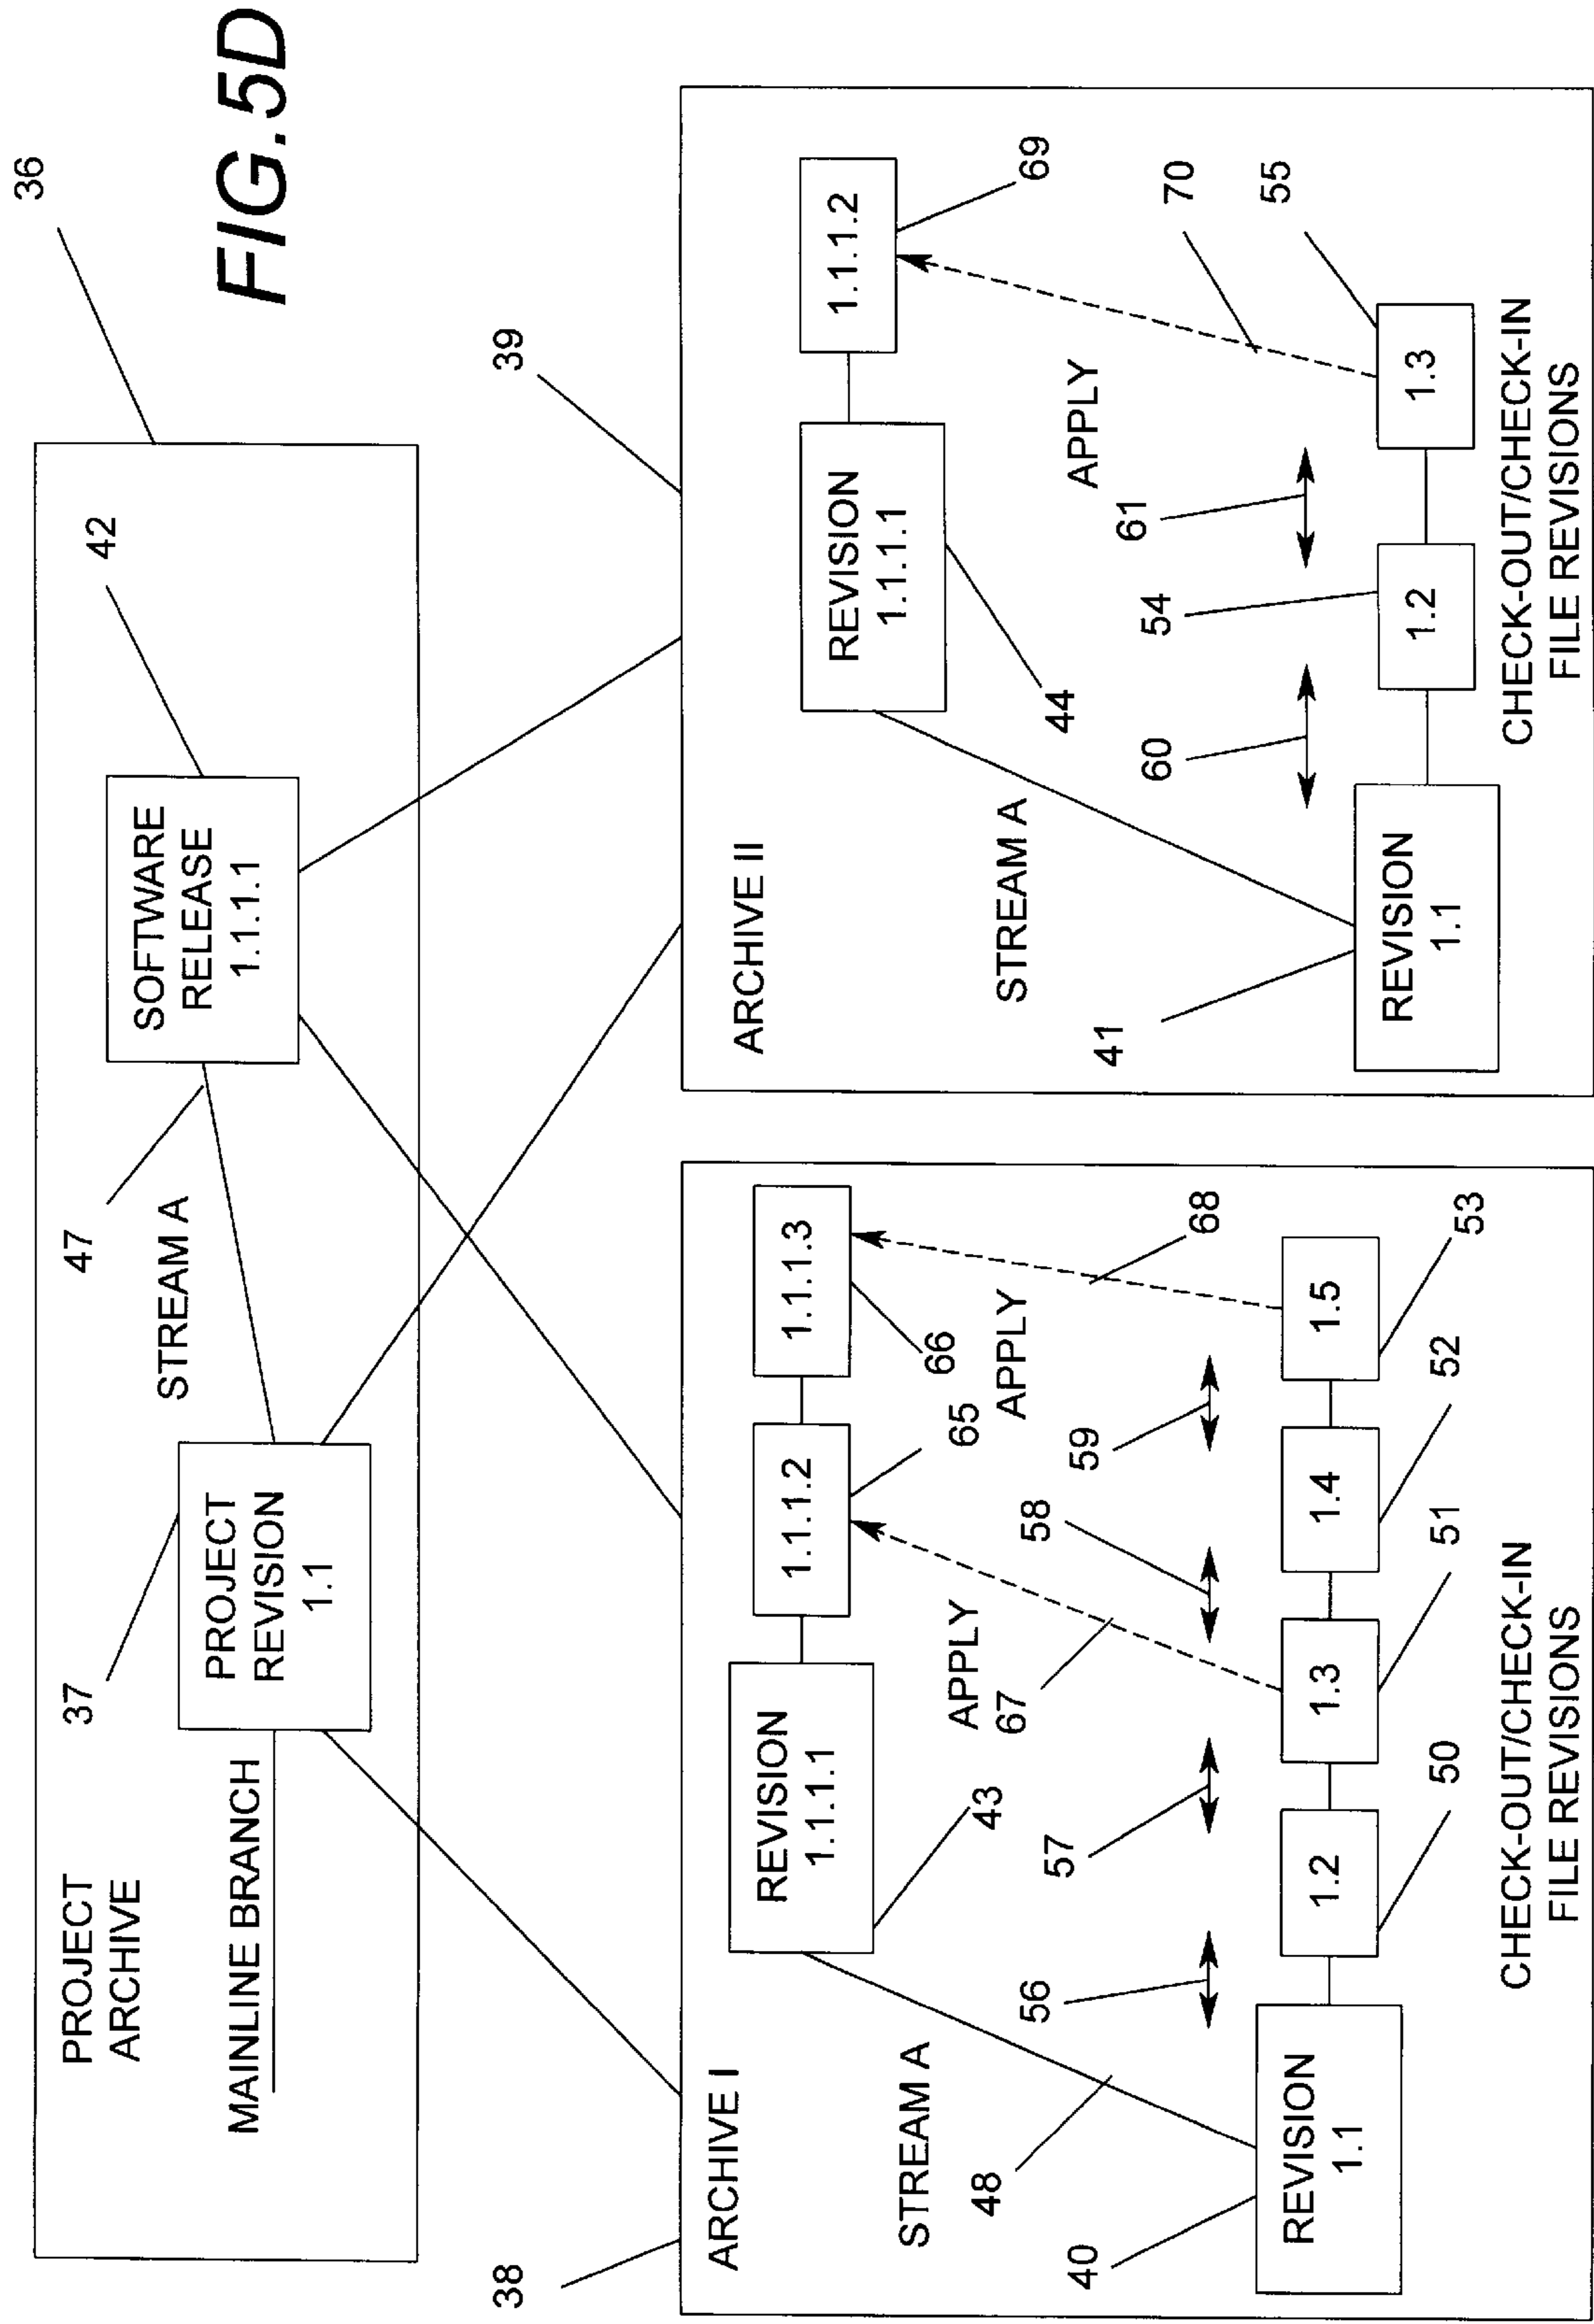 FIG.5D
36
PROJECT
ARCHIVE
MAINLINE BRANCH
37
PROJECT
REVISION
1.1
STREAM A
47
SOFTWARE
RELEASE
1.1.1.1
42
38
ARCHIVE I
REVISION
1.1.1.1
43
1.1.1.2
65
1.1.1.3
66
STREAM A
48
APPLY
67
APPLY
68
56
57
58
59
40
REVISION
1.1
1.2
50
1.3
51
1.4
52
1.5
53
CHECK-OUT/CHECK-IN
FILE REVISIONS
39
ARCHIVE II
REVISION
1.1.1.1
44
1.1.1.2
69
STREAM A
APPLY
70
41
60
54
61
55
REVISION
1.1
1.2
1.3
CHECK-OUT/CHECK-IN
FILE REVISIONS